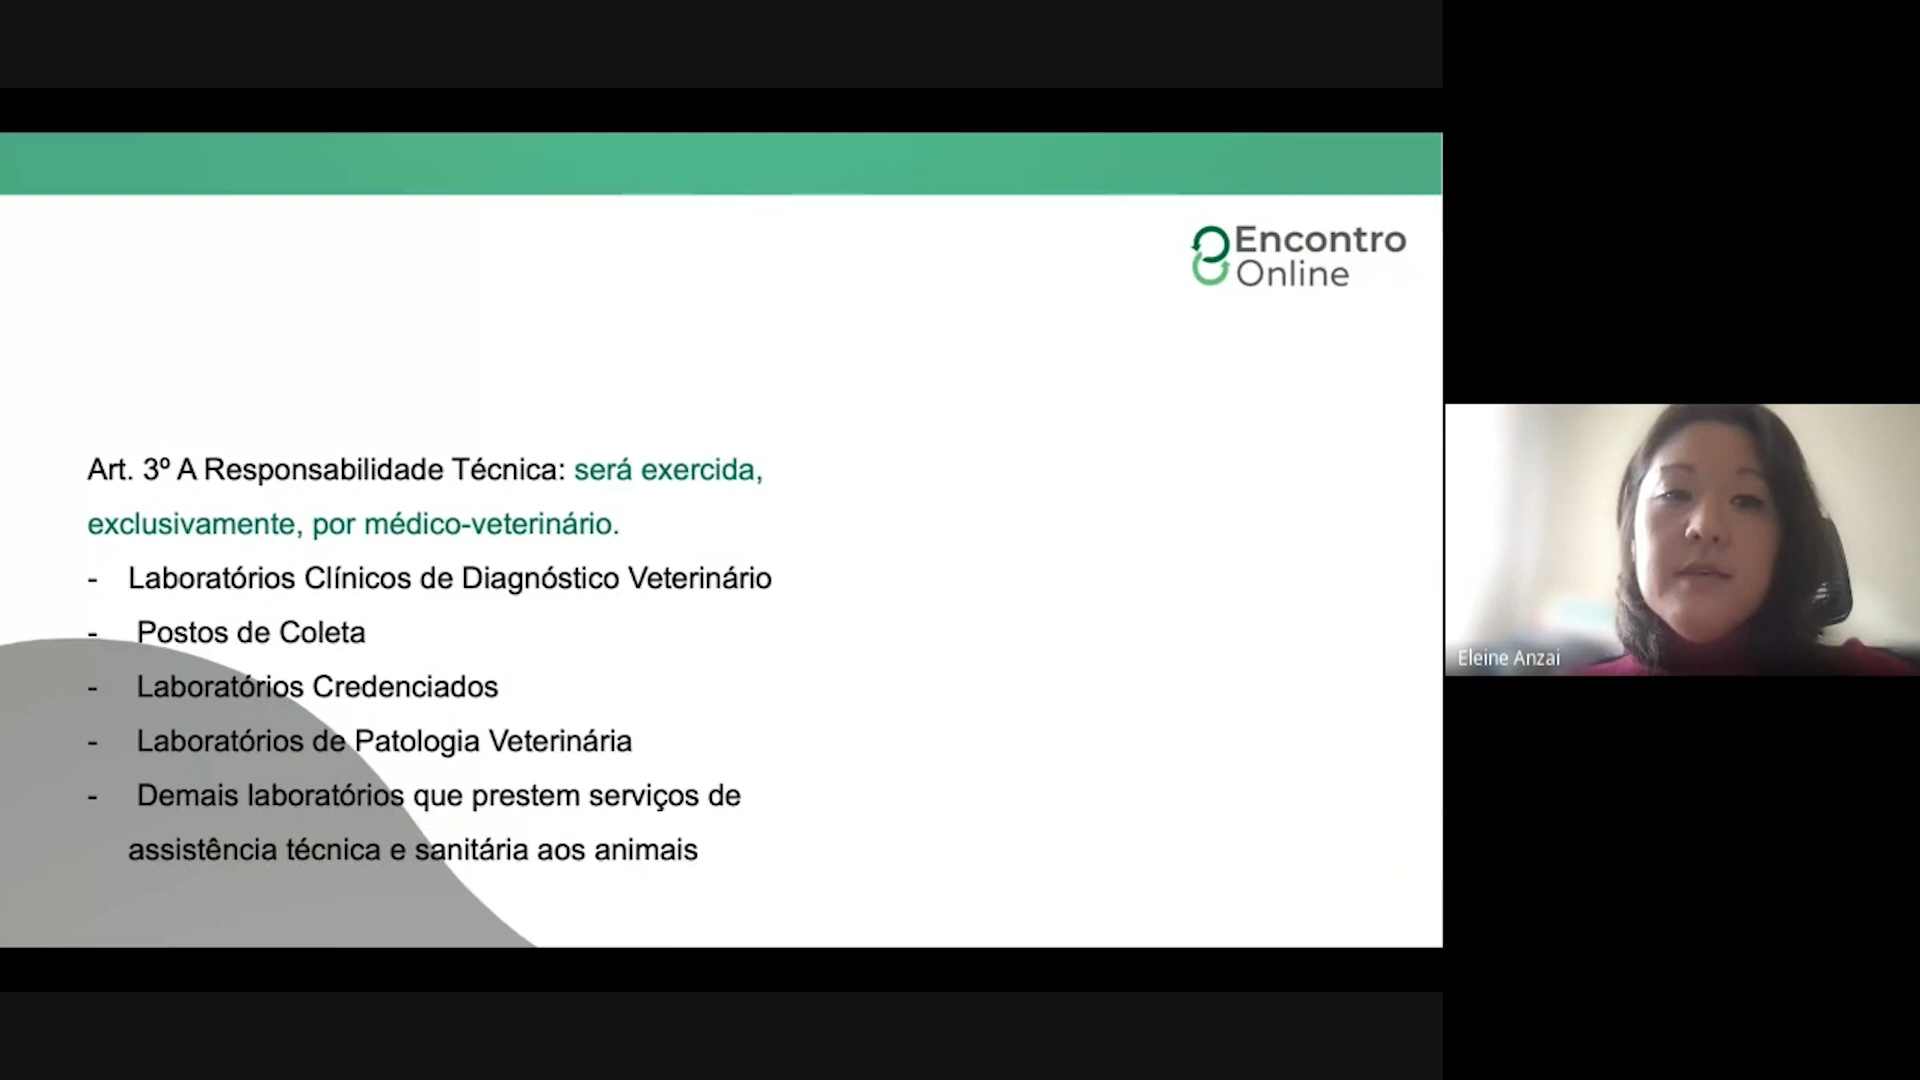 Encontro
Online
Art. 3º A Responsabilidade Técnica: será exercida,
exclusivamente, por médico-veterinário.
- Laboratórios Clínicos de Diagnóstico Veterinário
- Postos de Coleta
- Laboratórios Credenciados
- Laboratórios de Patologia Veterinária
- Demais laboratórios que prestem serviços de
assistência técnica e sanitária aos animais
Eleine Anzai